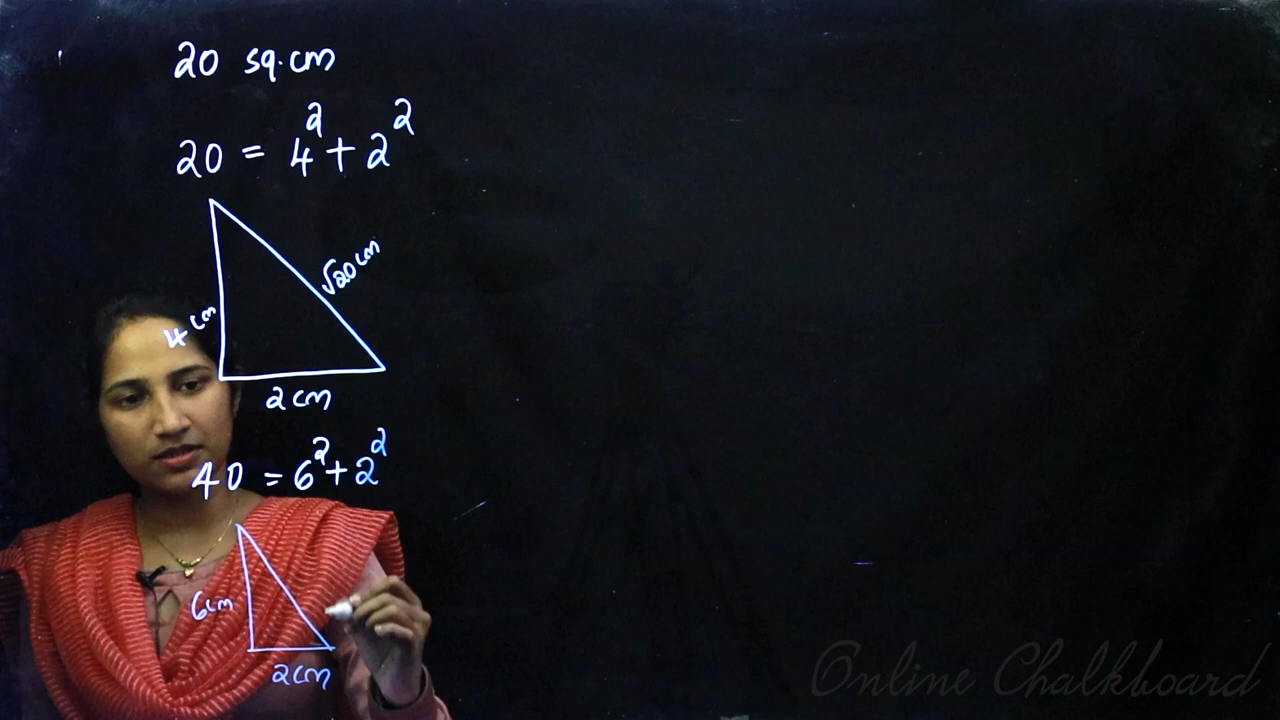 20 sq.cm
20 = 4² + 2²
√20 cm
4 cm
2 cm
40 = 6² + 2²
6cm
2cm
Online Chalkboard